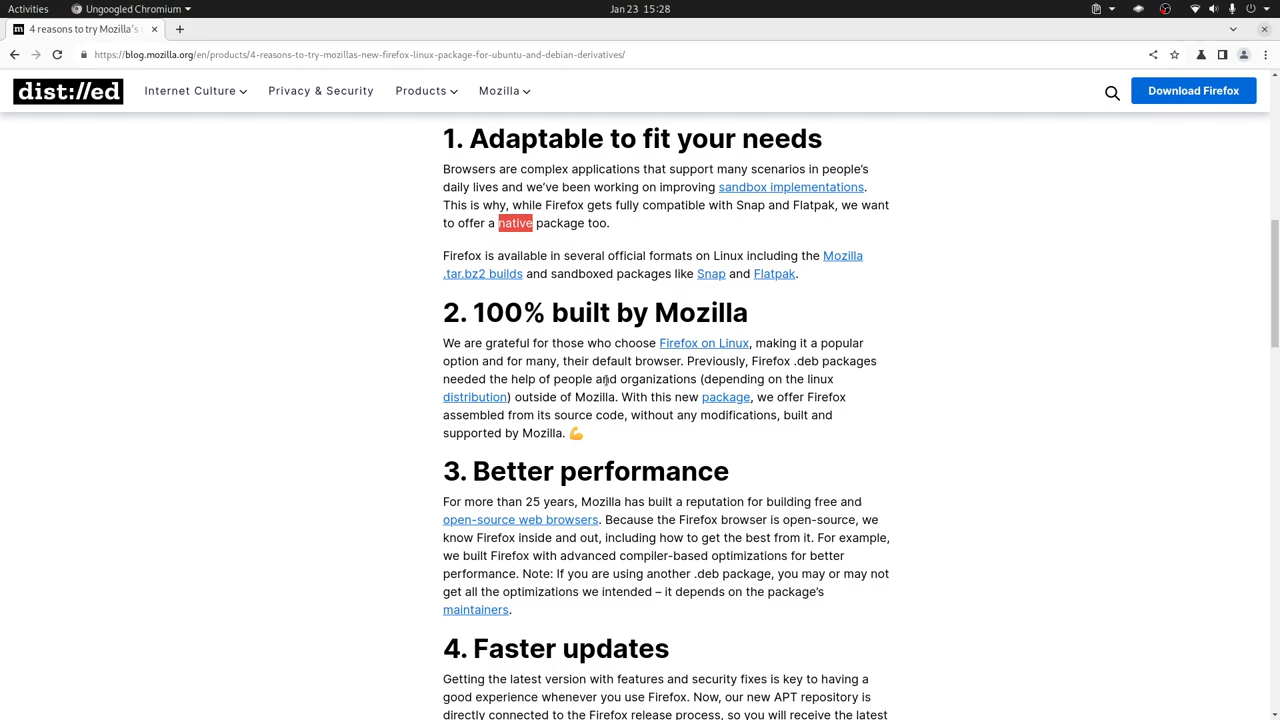 Activities Ungoogled Chromium Jan 23 15:28
4 reasons to try Mozilla's
https://blog.mozilla.org/en/products/4-reasons-to-try-mozillas-new-firefox-linux-package-for-ubuntu-and-debian-derivatives/
dist://ed Internet Culture Privacy & Security Products Mozilla Download Firefox
1. Adaptable to fit your needs
Browsers are complex applications that support many scenarios in people’s
daily lives and we’ve been working on improving sandbox implementations.
This is why, while Firefox gets fully compatible with Snap and Flatpak, we want
to offer a native package too.
Firefox is available in several official formats on Linux including the Mozilla
.tar.bz2 builds and sandboxed packages like Snap and Flatpak.
2. 100% built by Mozilla
We are grateful for those who choose Firefox on Linux, making it a popular
option and for many, their default browser. Previously, Firefox .deb packages
needed the help of people and organizations (depending on the linux
distribution) outside of Mozilla. With this new package, we offer Firefox
assembled from its source code, without any modifications, built and
supported by Mozilla. 💪
3. Better performance
For more than 25 years, Mozilla has built a reputation for building free and
open-source web browsers. Because the Firefox browser is open-source, we
know Firefox inside and out, including how to get the best from it. For example,
we built Firefox with advanced compiler-based optimizations for better
performance. Note: If you are using another .deb package, you may or may not
get all the optimizations we intended – it depends on the package’s
maintainers.
4. Faster updates
Getting the latest version with features and security fixes is key to having a
good experience whenever you use Firefox. Now, our new APT repository is
directly connected to the Firefox release process, so you will receive the latest